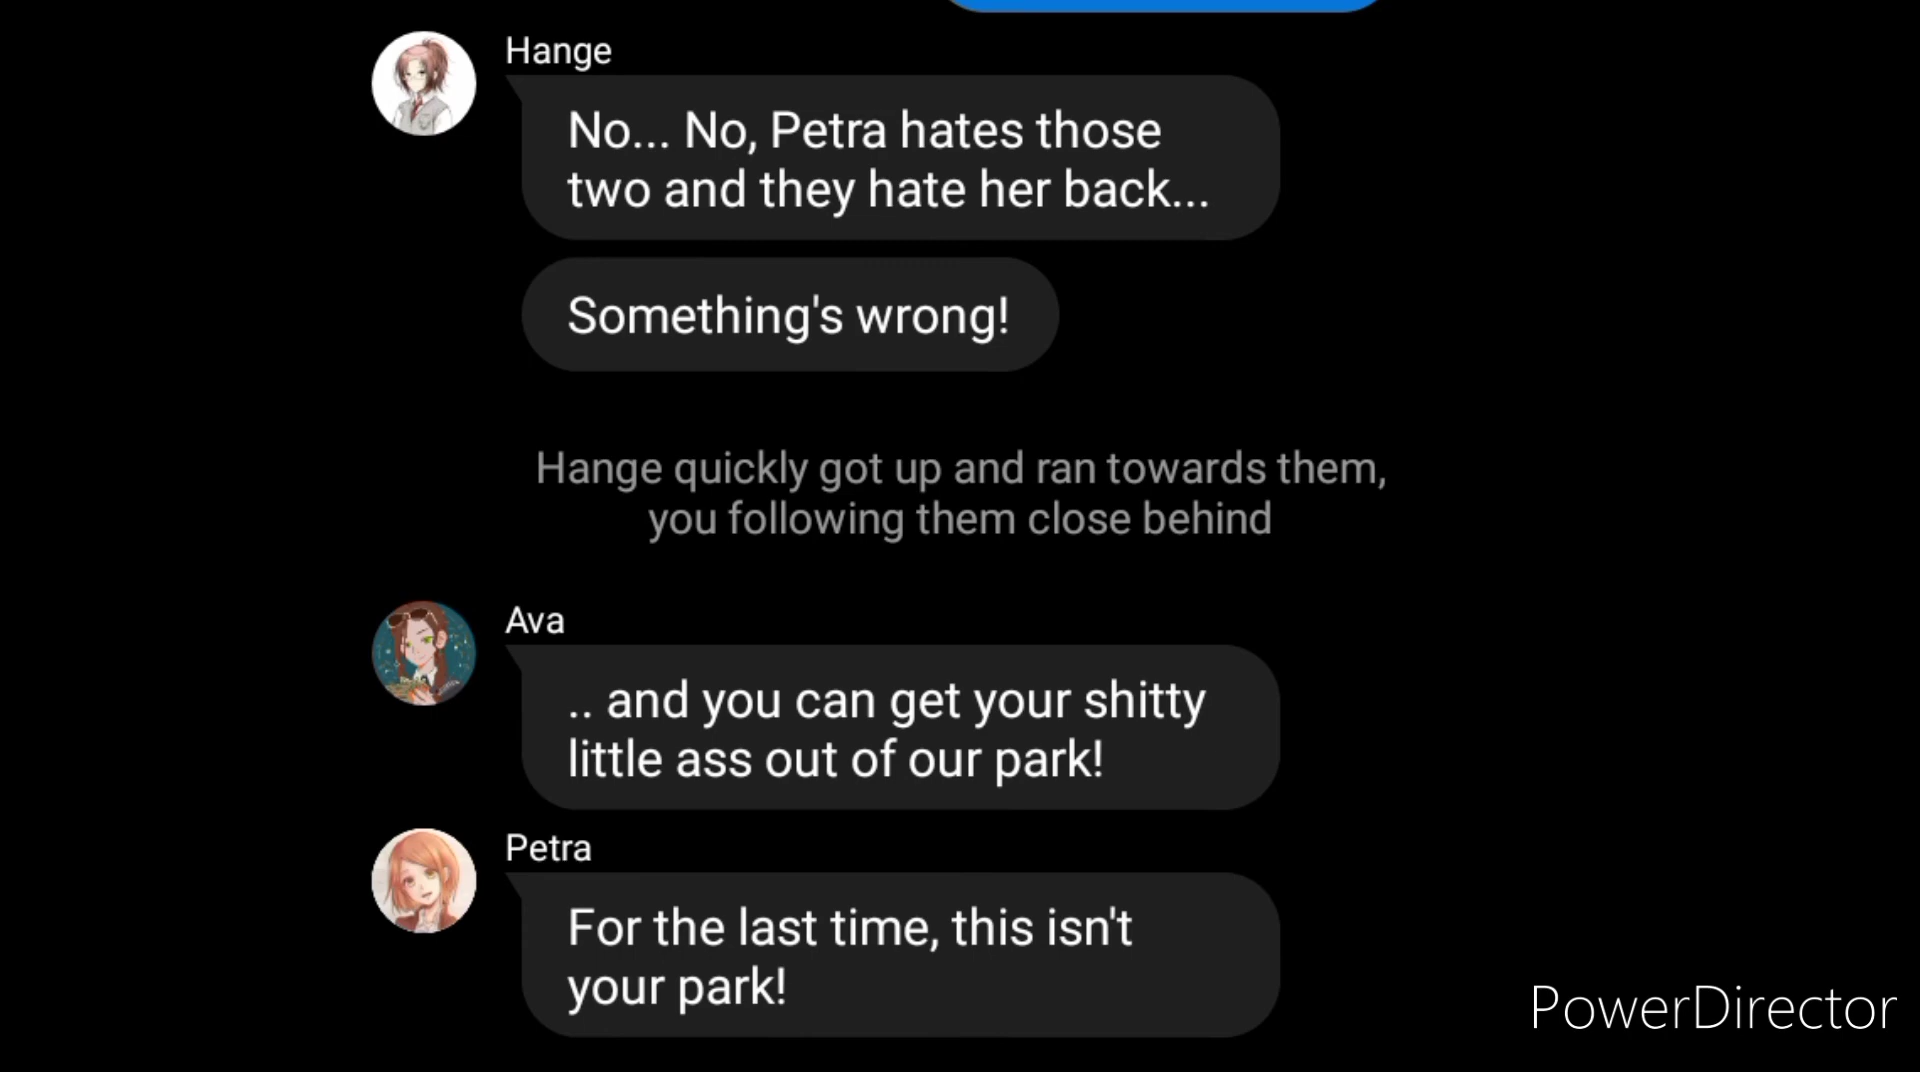 Hange
No... No, Petra hates those
two and they hate her back...
Something's wrong!
Hange quickly got up and ran towards them,
you following them close behind
Ava
.. and you can get your shitty
little ass out of our park!
Petra
For the last time, this isn't
your park!
PowerDirector